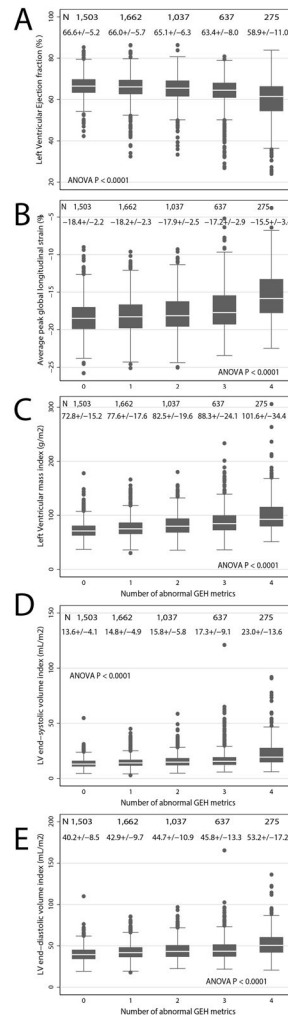 A
N 1,503 1,662 1,037 637 275
66.6+/−5.2 66.0+/−5.7 65.1+/−6.3 63.4+/−8.0 58.9+/−11.0
Left Ventricular Ejection fraction (% )
100
80
60
40
20
ANOVA P < 0.0001
B
N 1,503 1,662 1,037 637 275
−18.4+/−2.2 −18.2+/−2.3 −17.9+/−2.5 −17.2+/−2.9 −15.5+/−3.
Average peak global longitudinal strain (%
−5
−10
−15
−20
−25
ANOVA P < 0.0001
0 1 2 3 4
Number of abnormal GEH metrics
C
N 1,503 1,662 1,037 637 275
72.8+/−15.2 77.6+/−17.6 82.5+/−19.6 88.3+/−24.1 101.6+/−34.4
Left Ventricular mass index (g/m2)
300
200
100
0
ANOVA P < 0.0001
0 1 2 3 4
Number of abnormal GEH metrics
D
N 1,503 1,662 1,037 637 275
13.6+/−4.1 14.8+/−4.9 15.8+/−5.8 17.3+/−9.1 23.0+/−13.6
LV end−systolic volume index (mL/m2)
150
100
50
0
ANOVA P < 0.0001
0 1 2 3 4
Number of abnormal GEH metrics
E
N 1,503 1,662 1,037 637 275
40.2+/−8.5 42.9+/−9.7 44.7+/−10.9 45.8+/−13.3 53.2+/−17.2
LV end−diastolic volume index (mL/m2)
200
150
100
50
0
ANOVA P < 0.0001
0 1 2 3 4
Number of abnormal GEH metrics